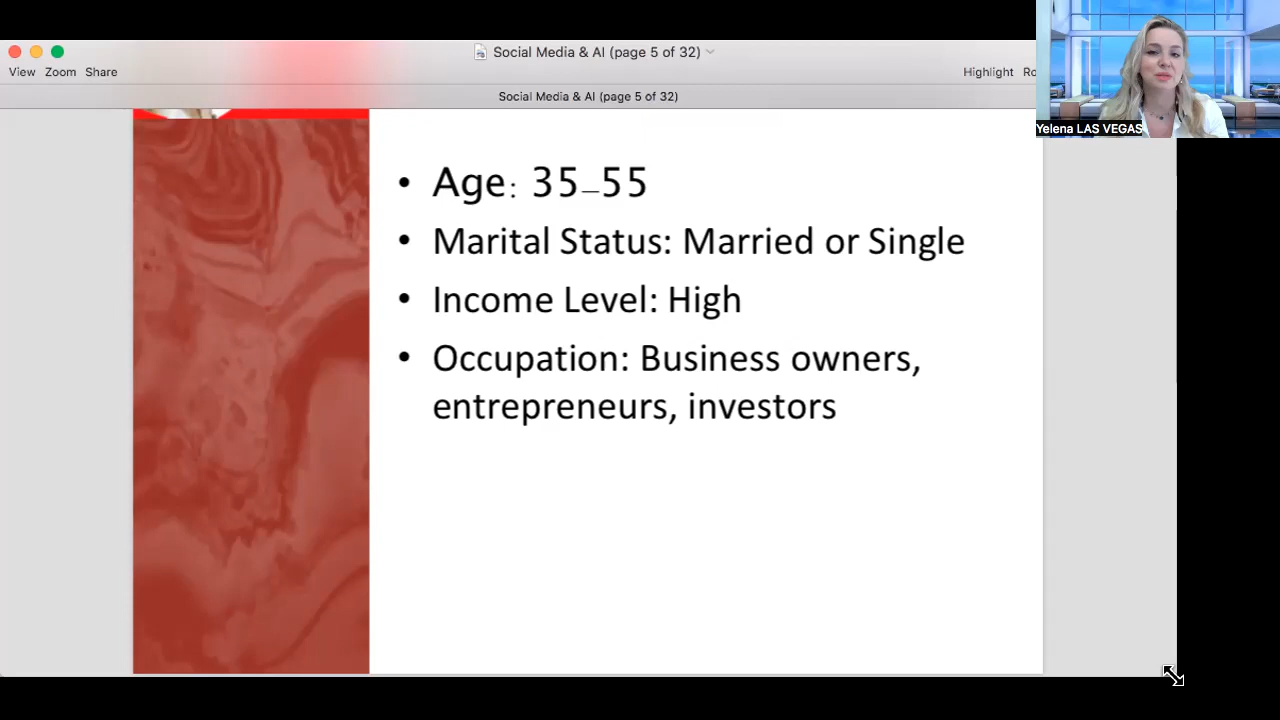 Social Media & AI (page 5 of 32)
View Zoom Share
Highlight
Social Media & AI (page 5 of 32)
Yelena LAS VEGAS
• Age: 35–55
• Marital Status: Married or Single
• Income Level: High
• Occupation: Business owners,
entrepreneurs, investors